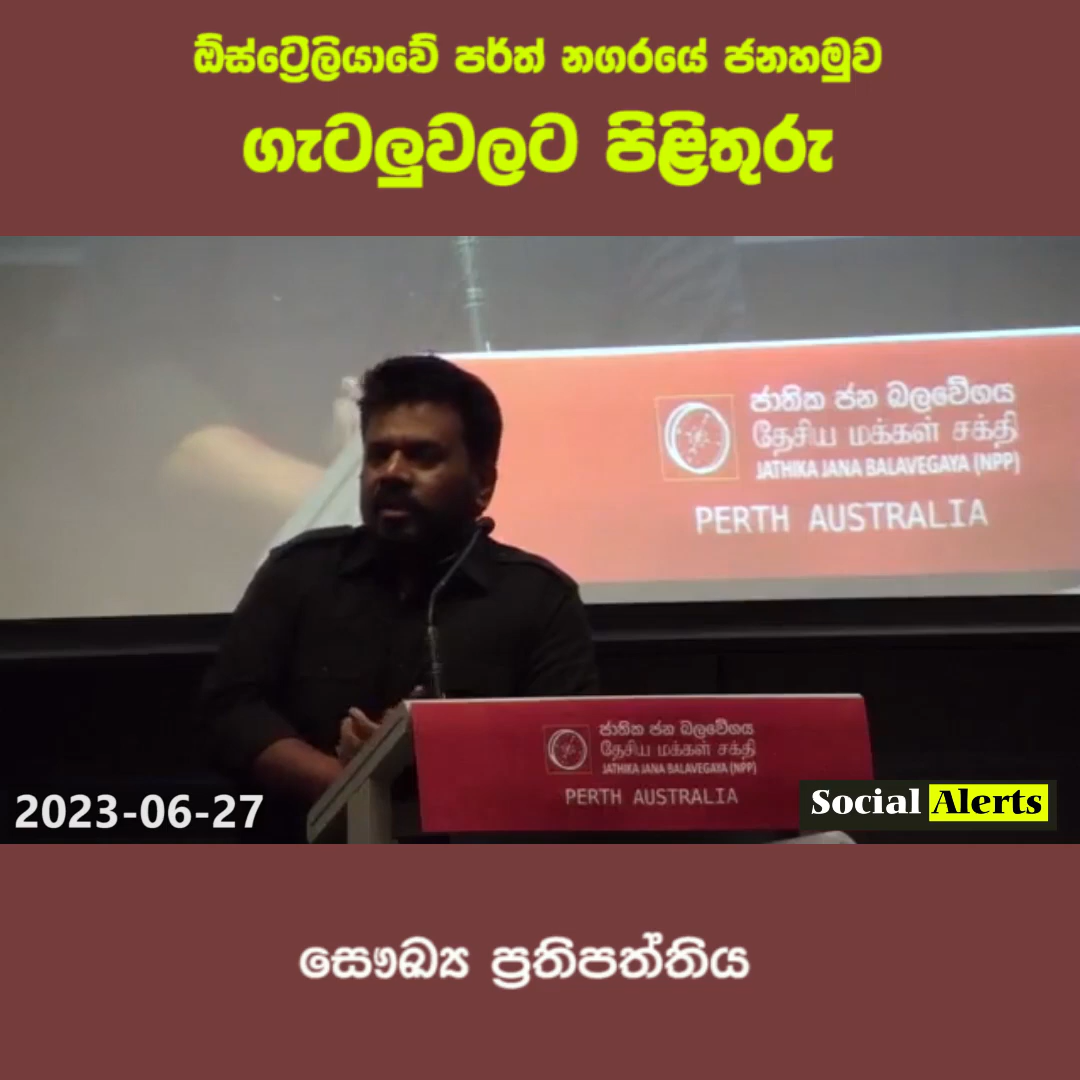 ඕස්ට්‍රේලියාවේ පර්ත් නගරයේ ජනහමුව
ගැටලුවලට පිළිතුරු
ජාතික ජන බලවේගය
தேசிய மக்கள் சக்தி
JATHIKA JANA BALAVEGAYA (NPP)
PERTH AUSTRALIA
ජාතික ජන බලවේගය
தேசிய மக்கள் சக்தி
JATHIKA JANA BALAVEGAYA (NPP)
PERTH AUSTRALIA
2023-06-27
Social Alerts
සෞඛ්‍ය ප්‍රතිපත්තිය